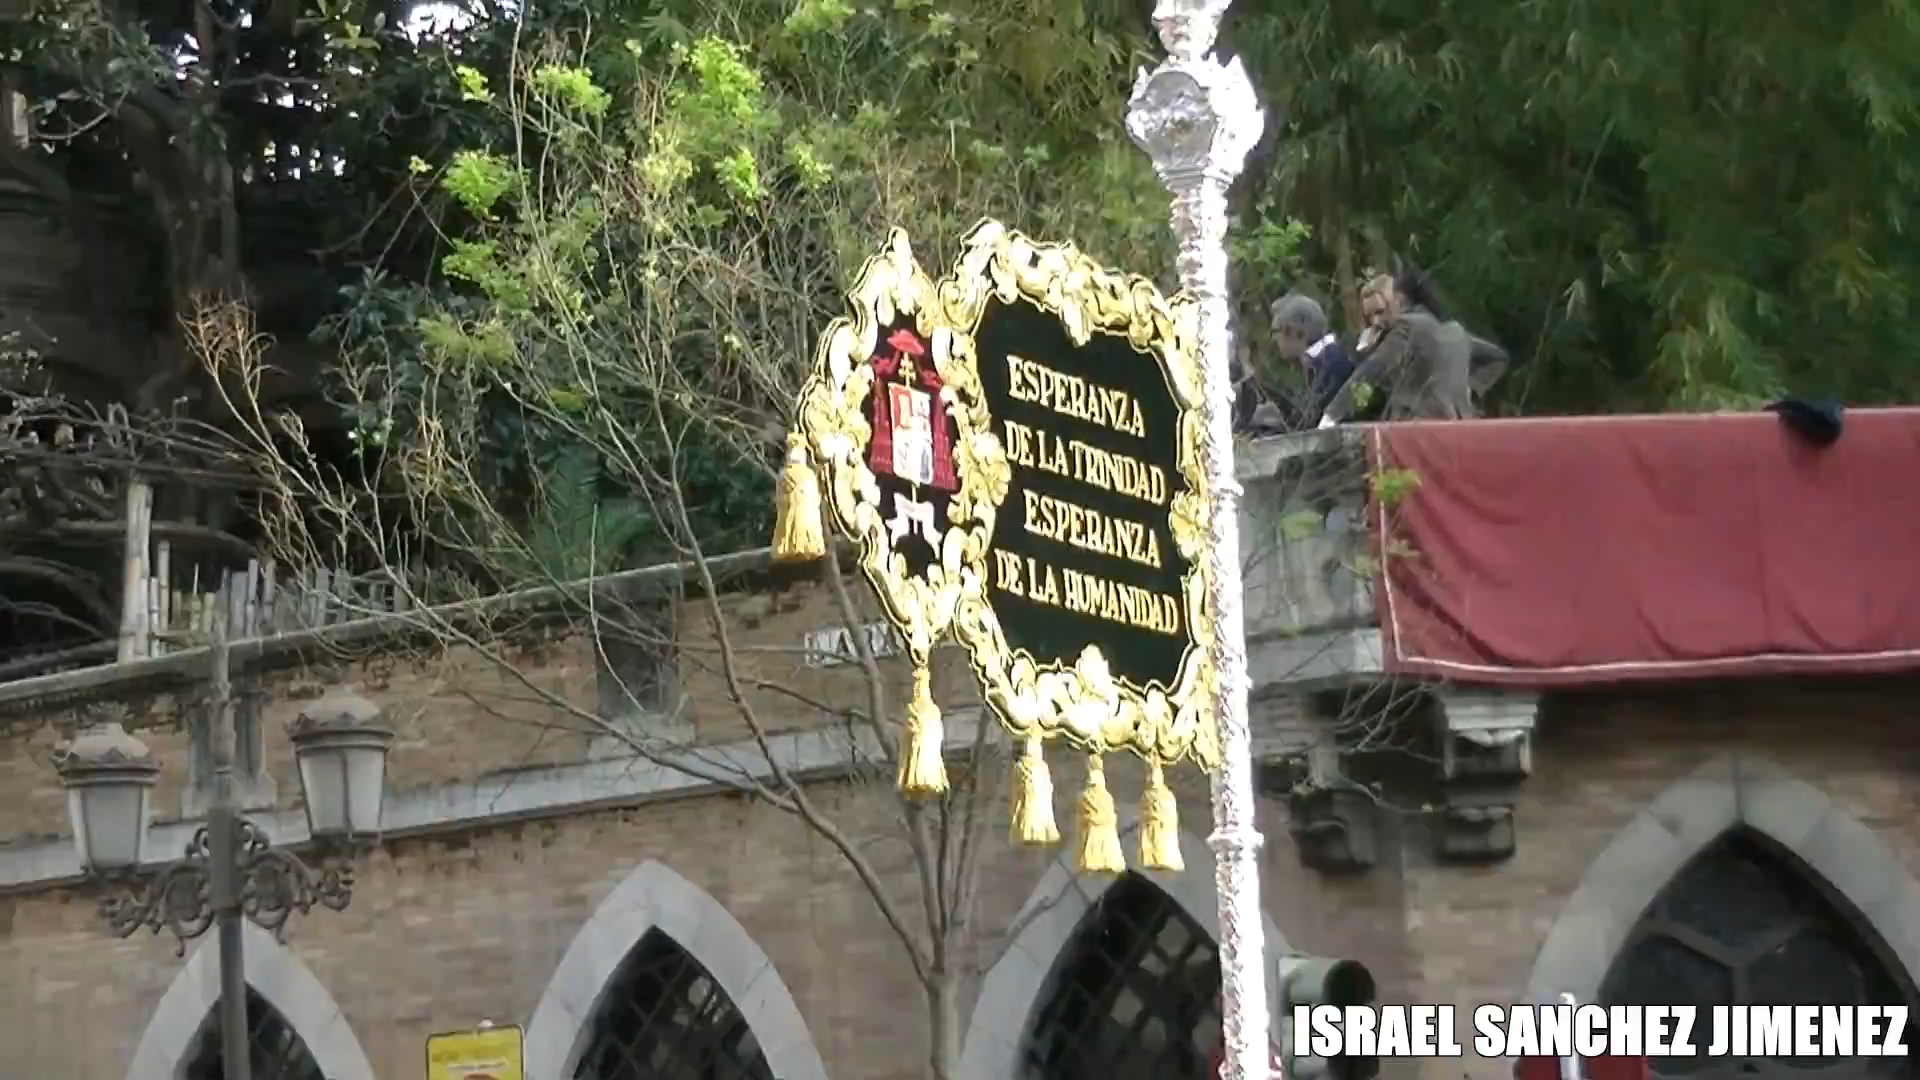 ESPERANZA
DE LA TRINIDAD
ESPERANZA
DE LA HUMANIDAD
ISRAEL SANCHEZ JIMENEZ